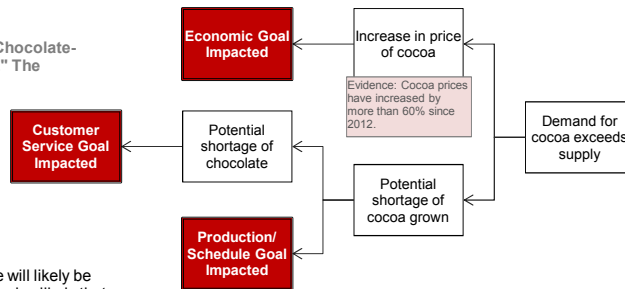 Chocolate-
" The
Economic Goal
Impacted
Increase in price
of cocoa
Evidence: Cocoa prices
have increased by
more than 60% since
2012.
Customer
Service Goal
Impacted
Potential
shortage of
chocolate
Demand for
cocoa exceeds
supply
Potential
shortage of
cocoa grown
Production/
Schedule Goal
Impacted
e will likely be